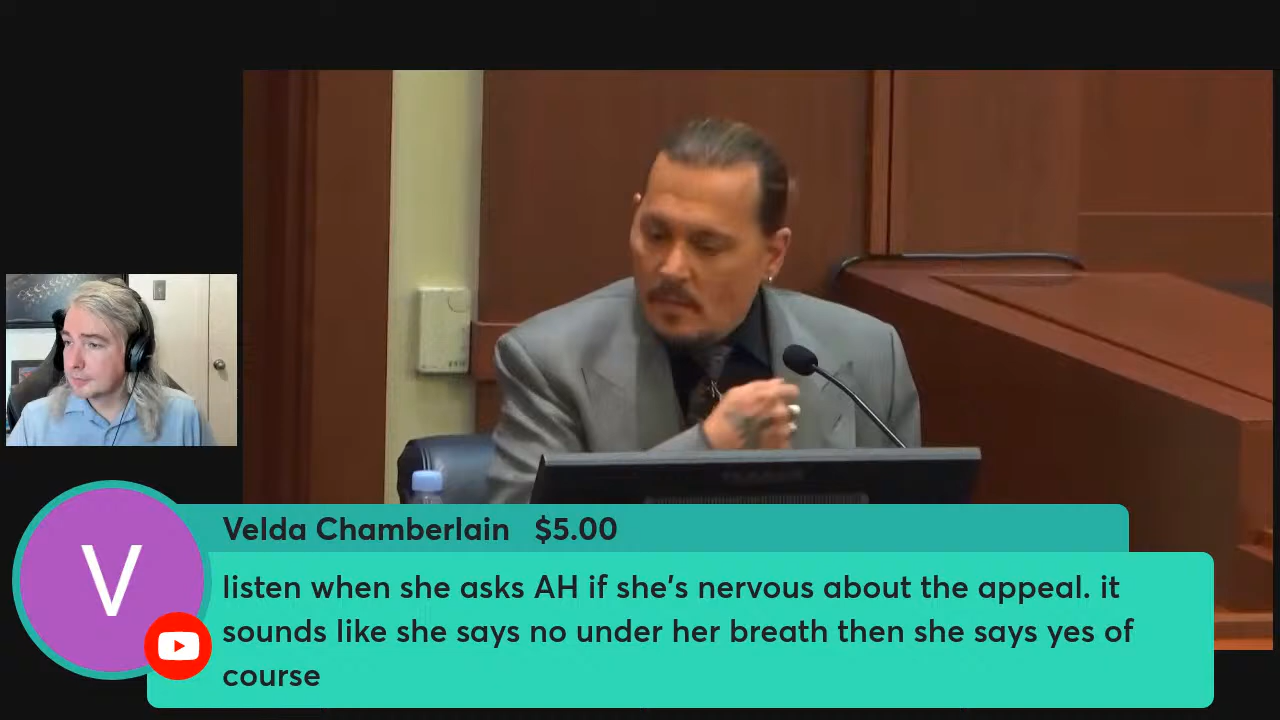 Velda Chamberlain $5.00
listen when she asks AH if she's nervous about the appeal. it
sounds like she says no under her breath then she says yes of
course
V